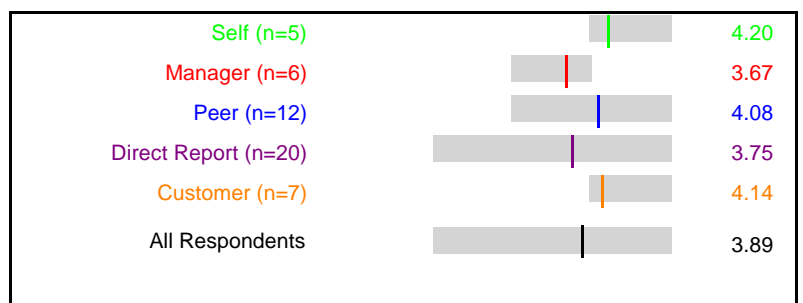 Self (n=5) 4.20
Manager (n=6) 3.67
Peer (n=12) 4.08
Direct Report (n=20) 3.75
Customer (n=7) 4.14
All Respondents 3.89